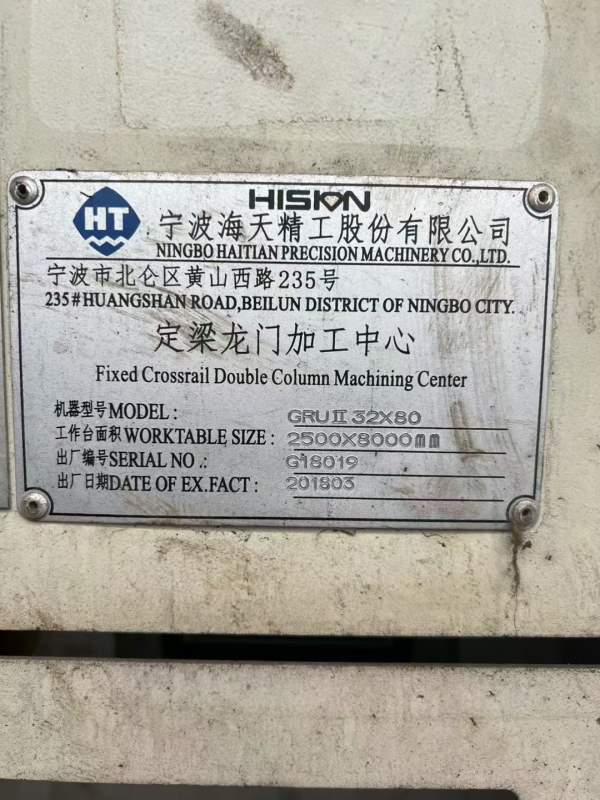 HT
HISION
宁波海天精工股份有限公司
NINGBO HAITIAN PRECISION MACHINERY CO.,LTD.
宁波市北仑区黄山西路235号
235#HUANGSHAN ROAD,BEILUN DISTRICT OF NINGBO CITY.
定梁龙门加工中心
Fixed Crossrail Double Column Machining Center
机器型号MODEL: GRUⅡ32X80
工作台面积WORKTABLE SIZE: 2500X8000mm
出厂编号SERIAL NO.: G18019
出厂日期DATE OF EX.FACT: 201803